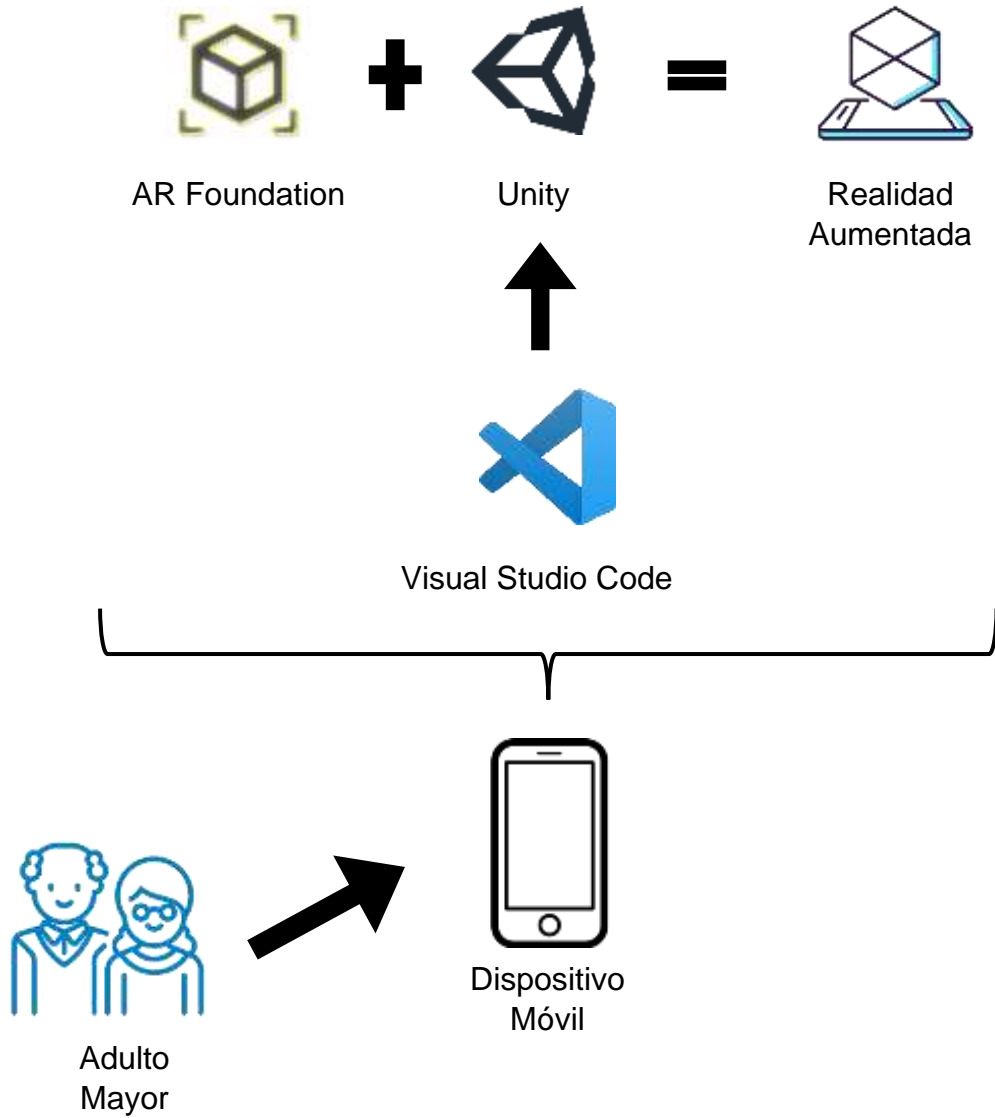 AR Foundation
Unity
Realidad
Aumentada
Visual Studio Code
Dispositivo
Móvil
Adulto
Mayor